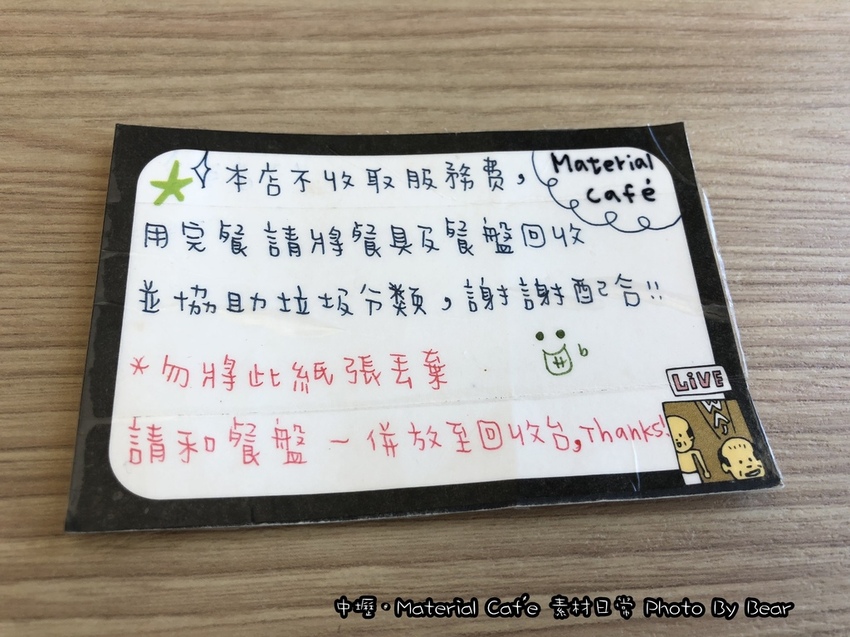 本店不收取服務費,
Material
Café
用完餐請將餐具及餐盤回收
並協助垃圾分類,謝謝配合!!
*勿將此紙張丟棄
LiVE
請和餐盤一併放至回收台,Thanks!
中壢•Material Cafe 素材日常 Photo By Bear